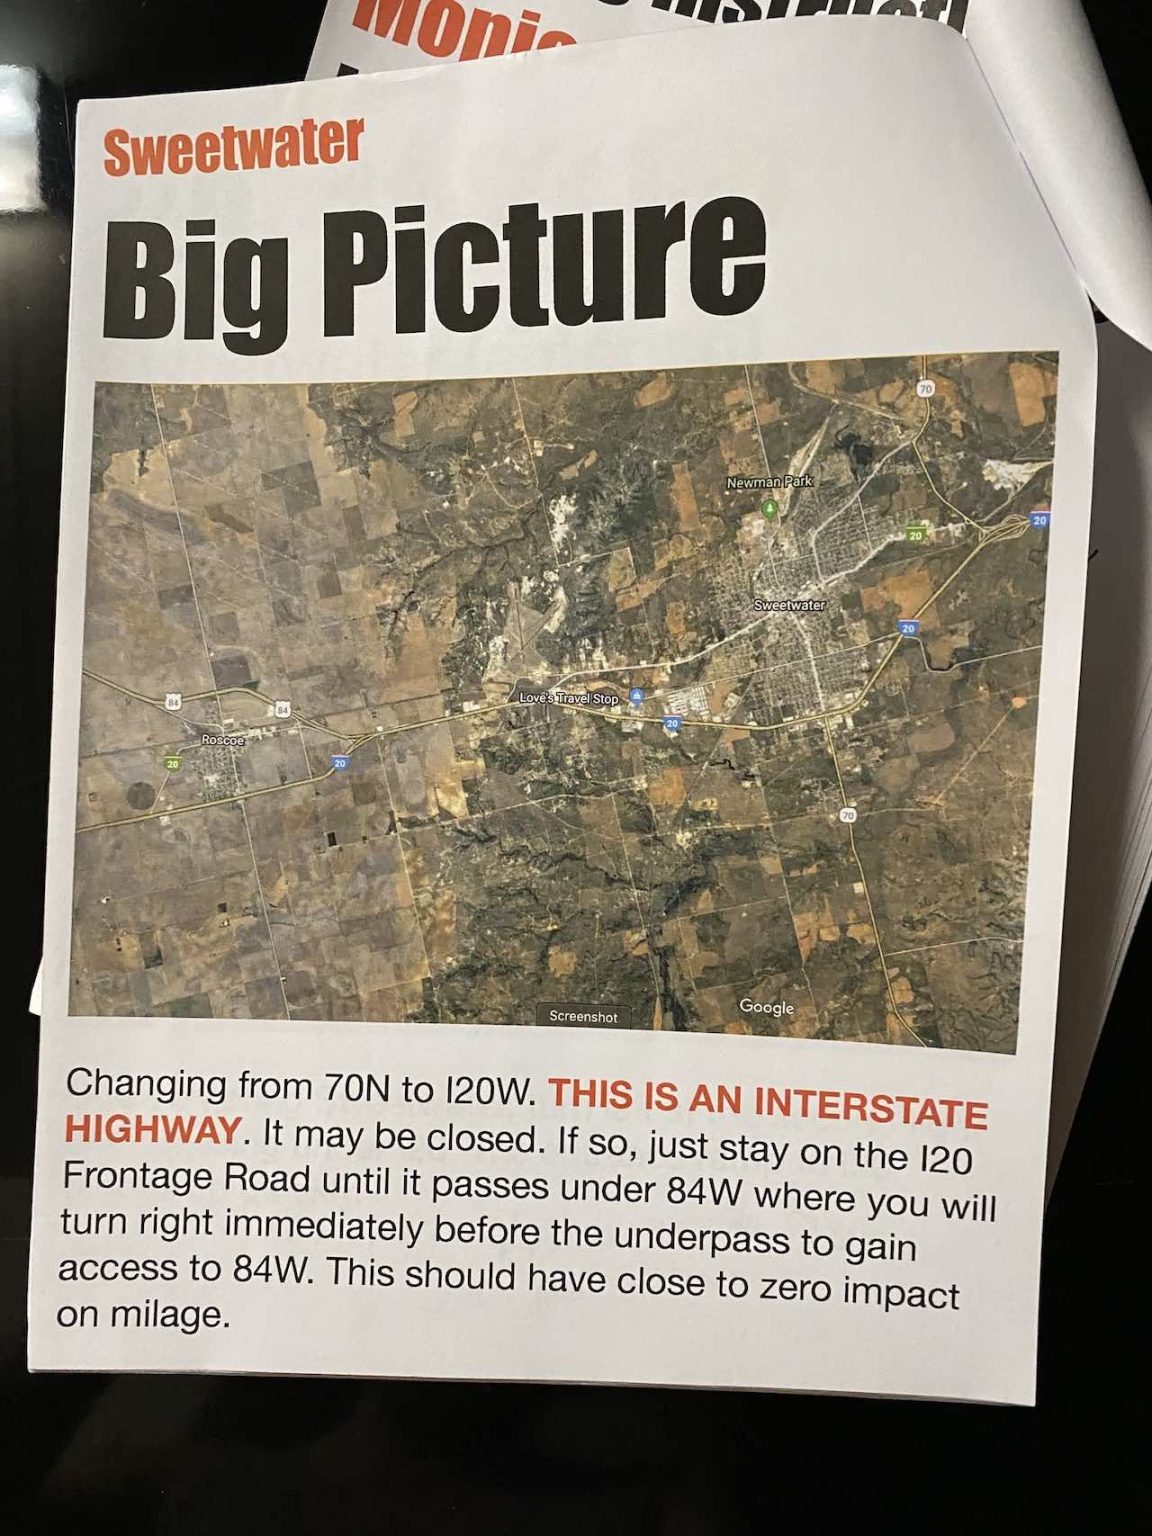 Sweetwater
Big Picture
70
Newman Park
20
20
Sweetwater
20
84
Love's Travel Stop
84
20
Roscoe
20
20
70
Google
Screenshot
Changing from 70N to I20W. THIS IS AN INTERSTATE
HIGHWAY. It may be closed. If so, just stay on the I20
Frontage Road until it passes under 84W where you will
turn right immediately before the underpass to gain
access to 84W. This should have close to zero impact
on milage.